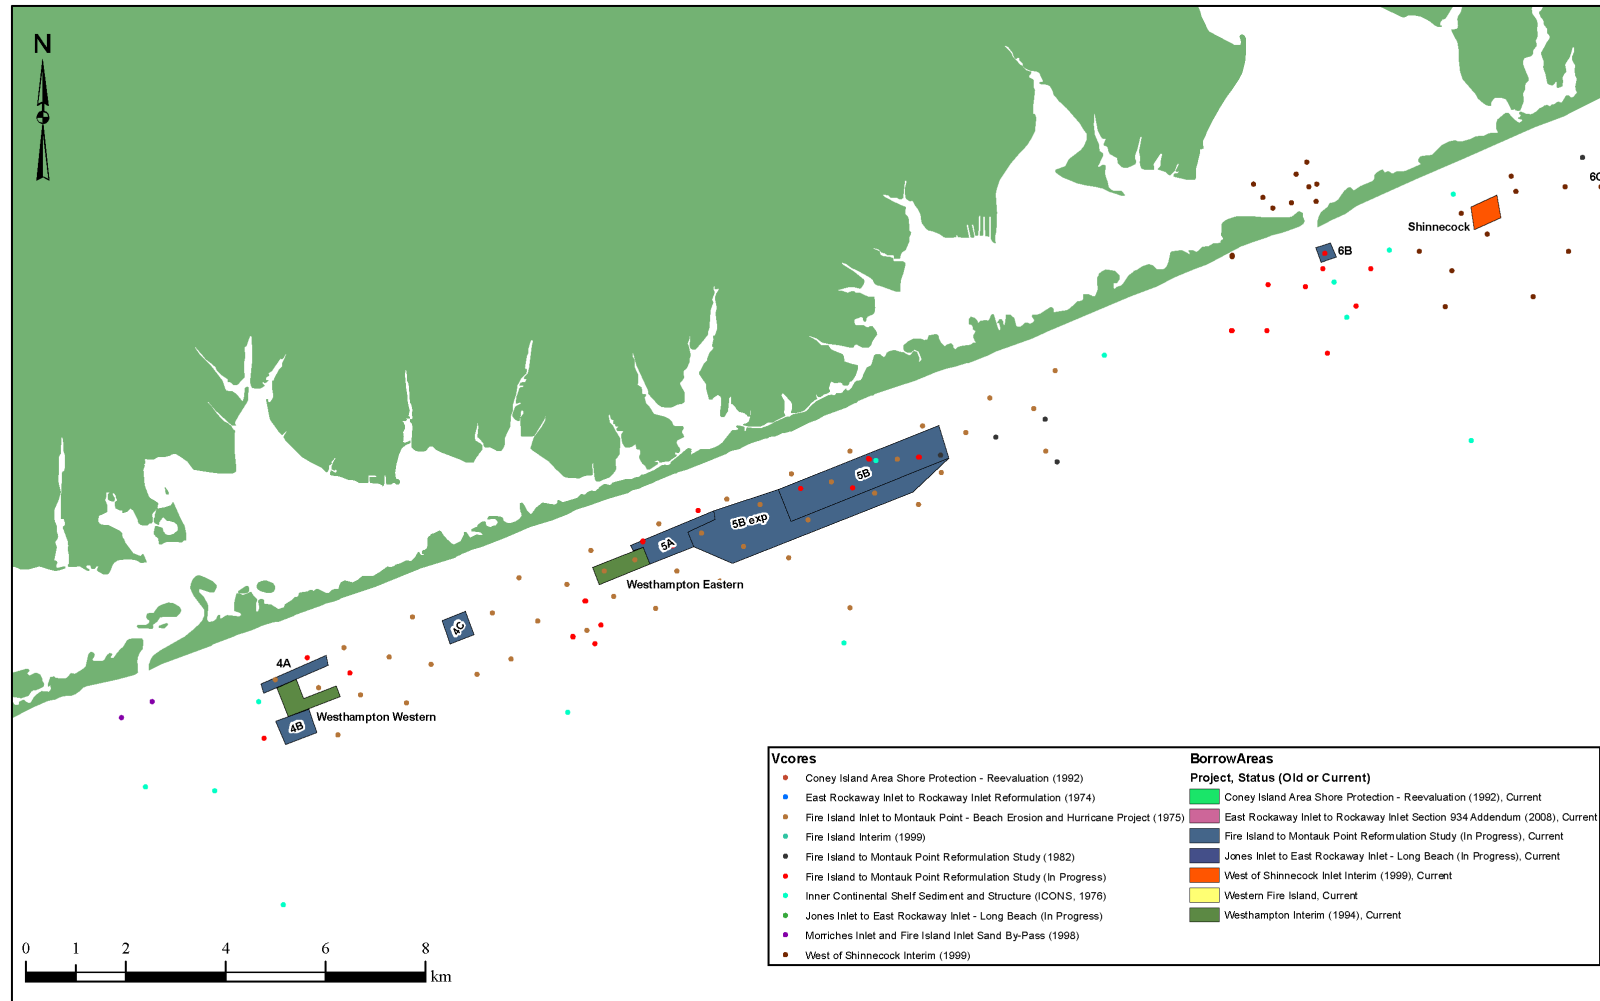 N
6C
Shinnecock
6B
5B
5B exp
5A
Westhampton Eastern
4C
4A
Westhampton Western
4B
Vcores
Coney Island Area Shore Protection - Reevaluation (1992)
East Rockaway Inlet to Rockaway Inlet Reformulation (1974)
Fire Island Inlet to Montauk Point - Beach Erosion and Hurricane Project (1975)
Fire Island Interim (1999)
Fire Island to Montauk Point Reformulation Study (1982)
Fire Island to Montauk Point Reformulation Study (In Progress)
Inner Continental Shelf Sediment and Structure (ICONS, 1976)
Jones Inlet to East Rockaway Inlet - Long Beach (In Progress)
Morriches Inlet and Fire Island Inlet Sand By-Pass (1998)
West of Shinnecock Interim (1999)
BorrowAreas
Project, Status (Old or Current)
Coney Island Area Shore Protection - Reevaluation (1992), Current
East Rockaway Inlet to Rockaway Inlet Section 934 Addendum (2008), Current
Fire Island to Montauk Point Reformulation Study (In Progress), Current
Jones Inlet to East Rockaway Inlet - Long Beach (In Progress), Current
West of Shinnecock Inlet Interim (1999), Current
Western Fire Island, Current
Westhampton Interim (1994), Current
0 1 2 4 6 8
km